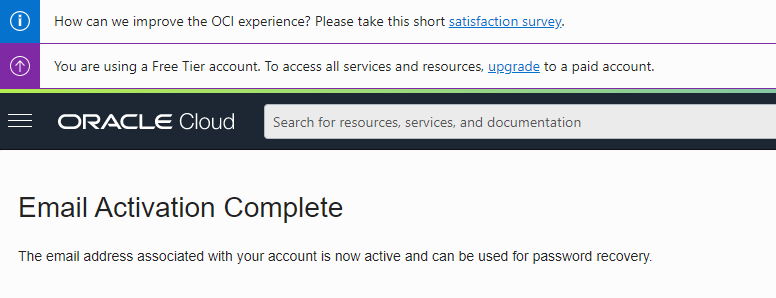 How can we improve the OCI experience? Please take this short satisfaction survey.
You are using a Free Tier account. To access all services and resources, upgrade to a paid account.
ORACLE Cloud
Search for resources, services, and documentation
Email Activation Complete
The email address associated with your account is now active and can be used for password recovery.